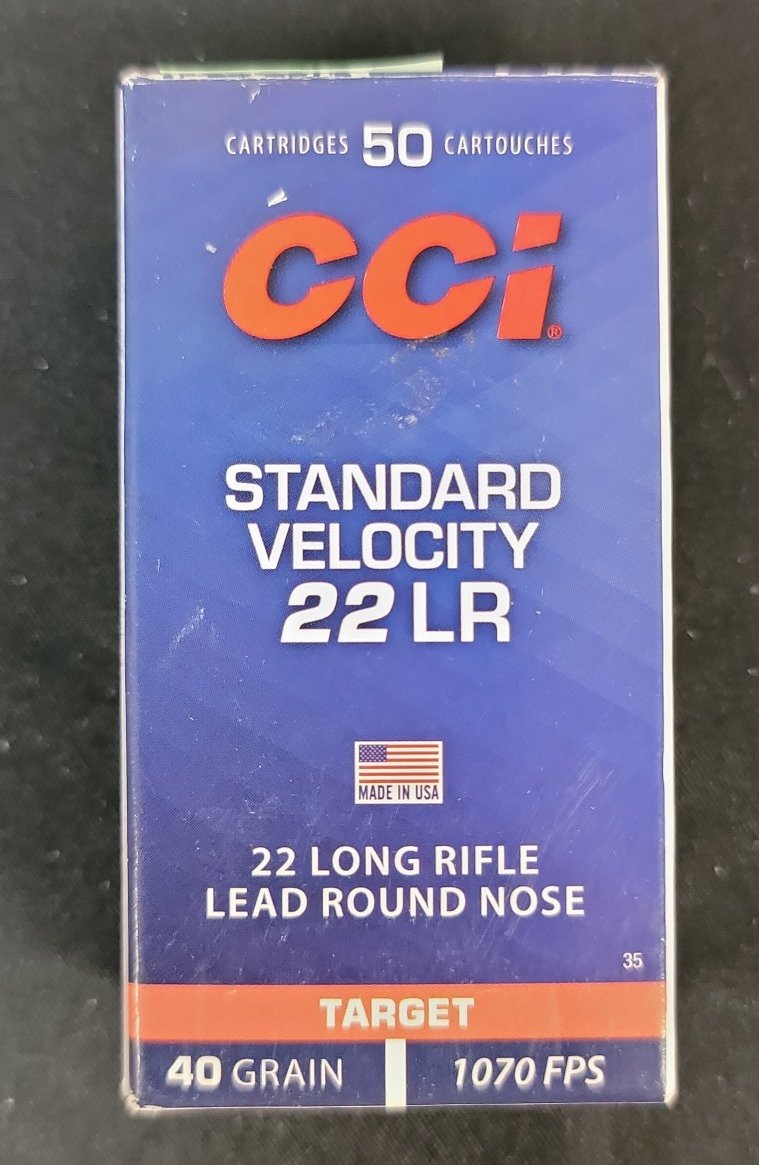 CARTRIDGES 50 CARTOUCHES
CCI®
STANDARD
VELOCITY
22 LR
MADE IN USA
22 LONG RIFLE
LEAD ROUND NOSE
35
TARGET
40 GRAIN 1070 FPS